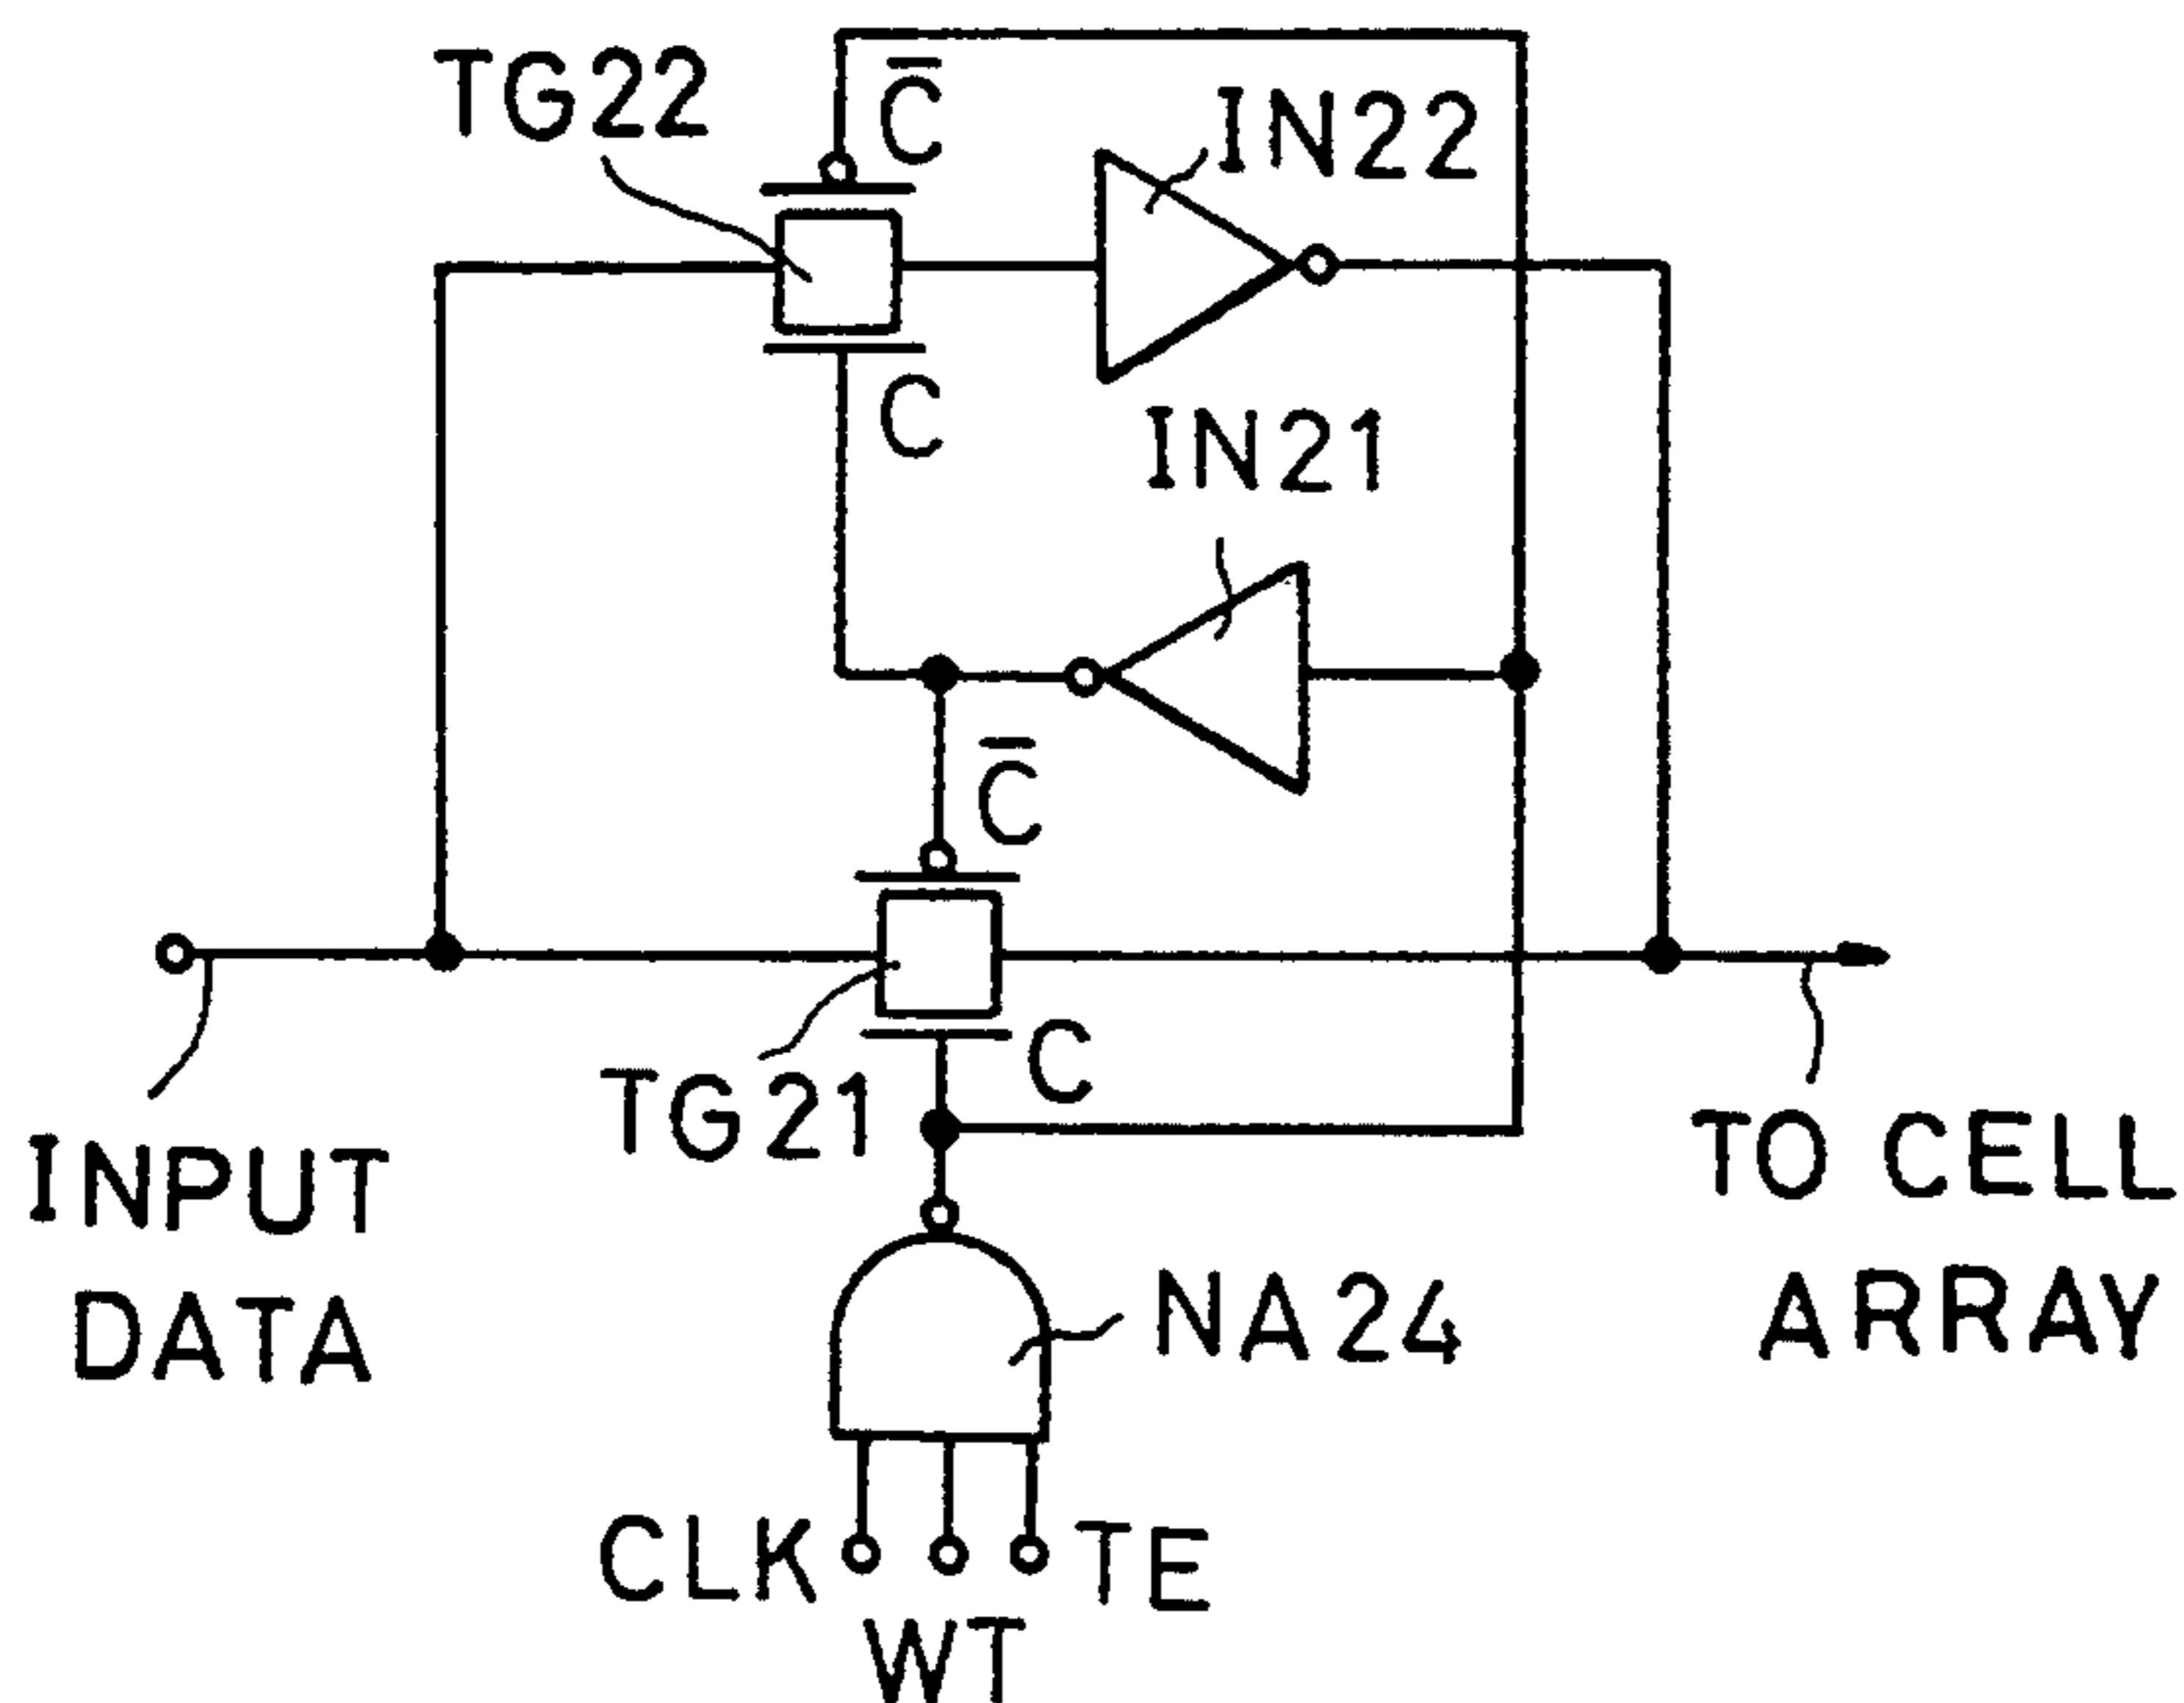 TG22
C̅
IN22
C
IN21
C̅
C
TG21
INPUT
DATA
TO CELL
ARRAY
NA24
CLK
TE
WT